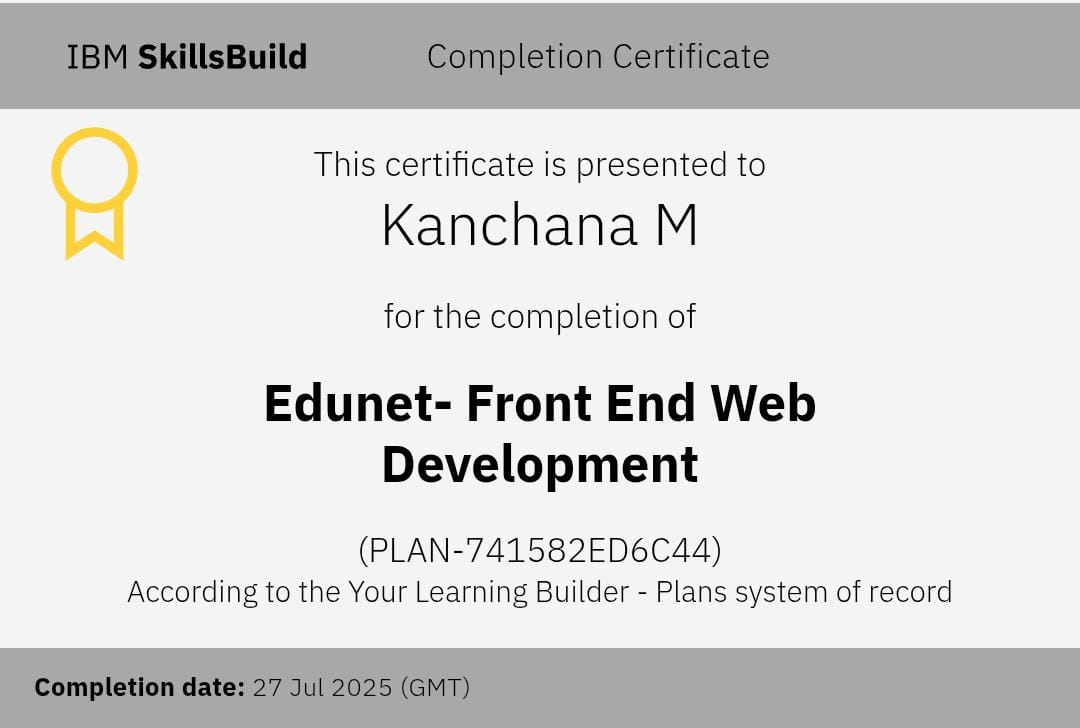 IBM SkillsBuild Completion Certificate
This certificate is presented to
Kanchana M
for the completion of
Edunet- Front End Web
Development
(PLAN-741582ED6C44)
According to the Your Learning Builder - Plans system of record
Completion date: 27 Jul 2025 (GMT)